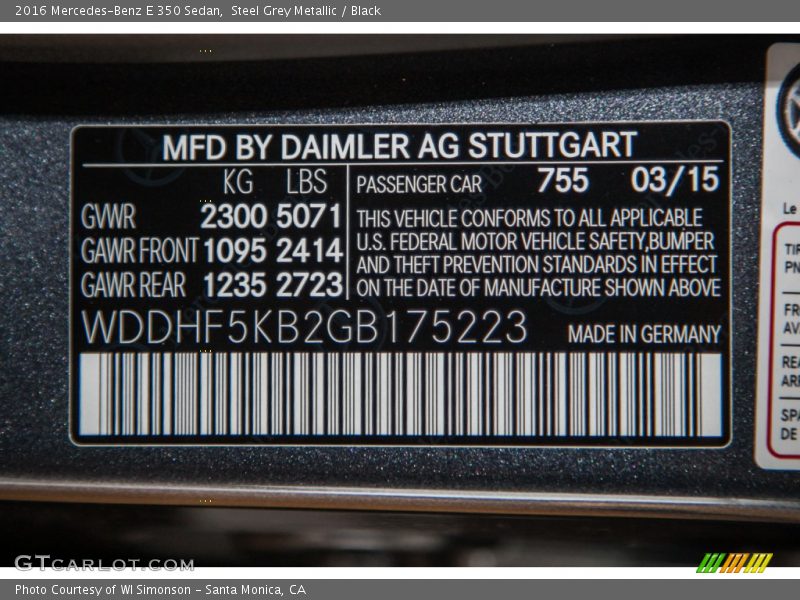 2016 Mercedes-Benz E 350 Sedan, Steel Grey Metallic / Black
MFD BY DAIMLER AG STUTTGART
KG LBS
GVWR 2300 5071
GAWR FRONT 1095 2414
GAWR REAR 1235 2723
PASSENGER CAR 755 03/15
THIS VEHICLE CONFORMS TO ALL APPLICABLE
U.S. FEDERAL MOTOR VEHICLE SAFETY,BUMPER
AND THEFT PREVENTION STANDARDS IN EFFECT
ON THE DATE OF MANUFACTURE SHOWN ABOVE
WDDHF5KB2GB175223 MADE IN GERMANY
Le
DE
GTCARLOT.COM
Photo Courtesy of WI Simonson - Santa Monica, CA